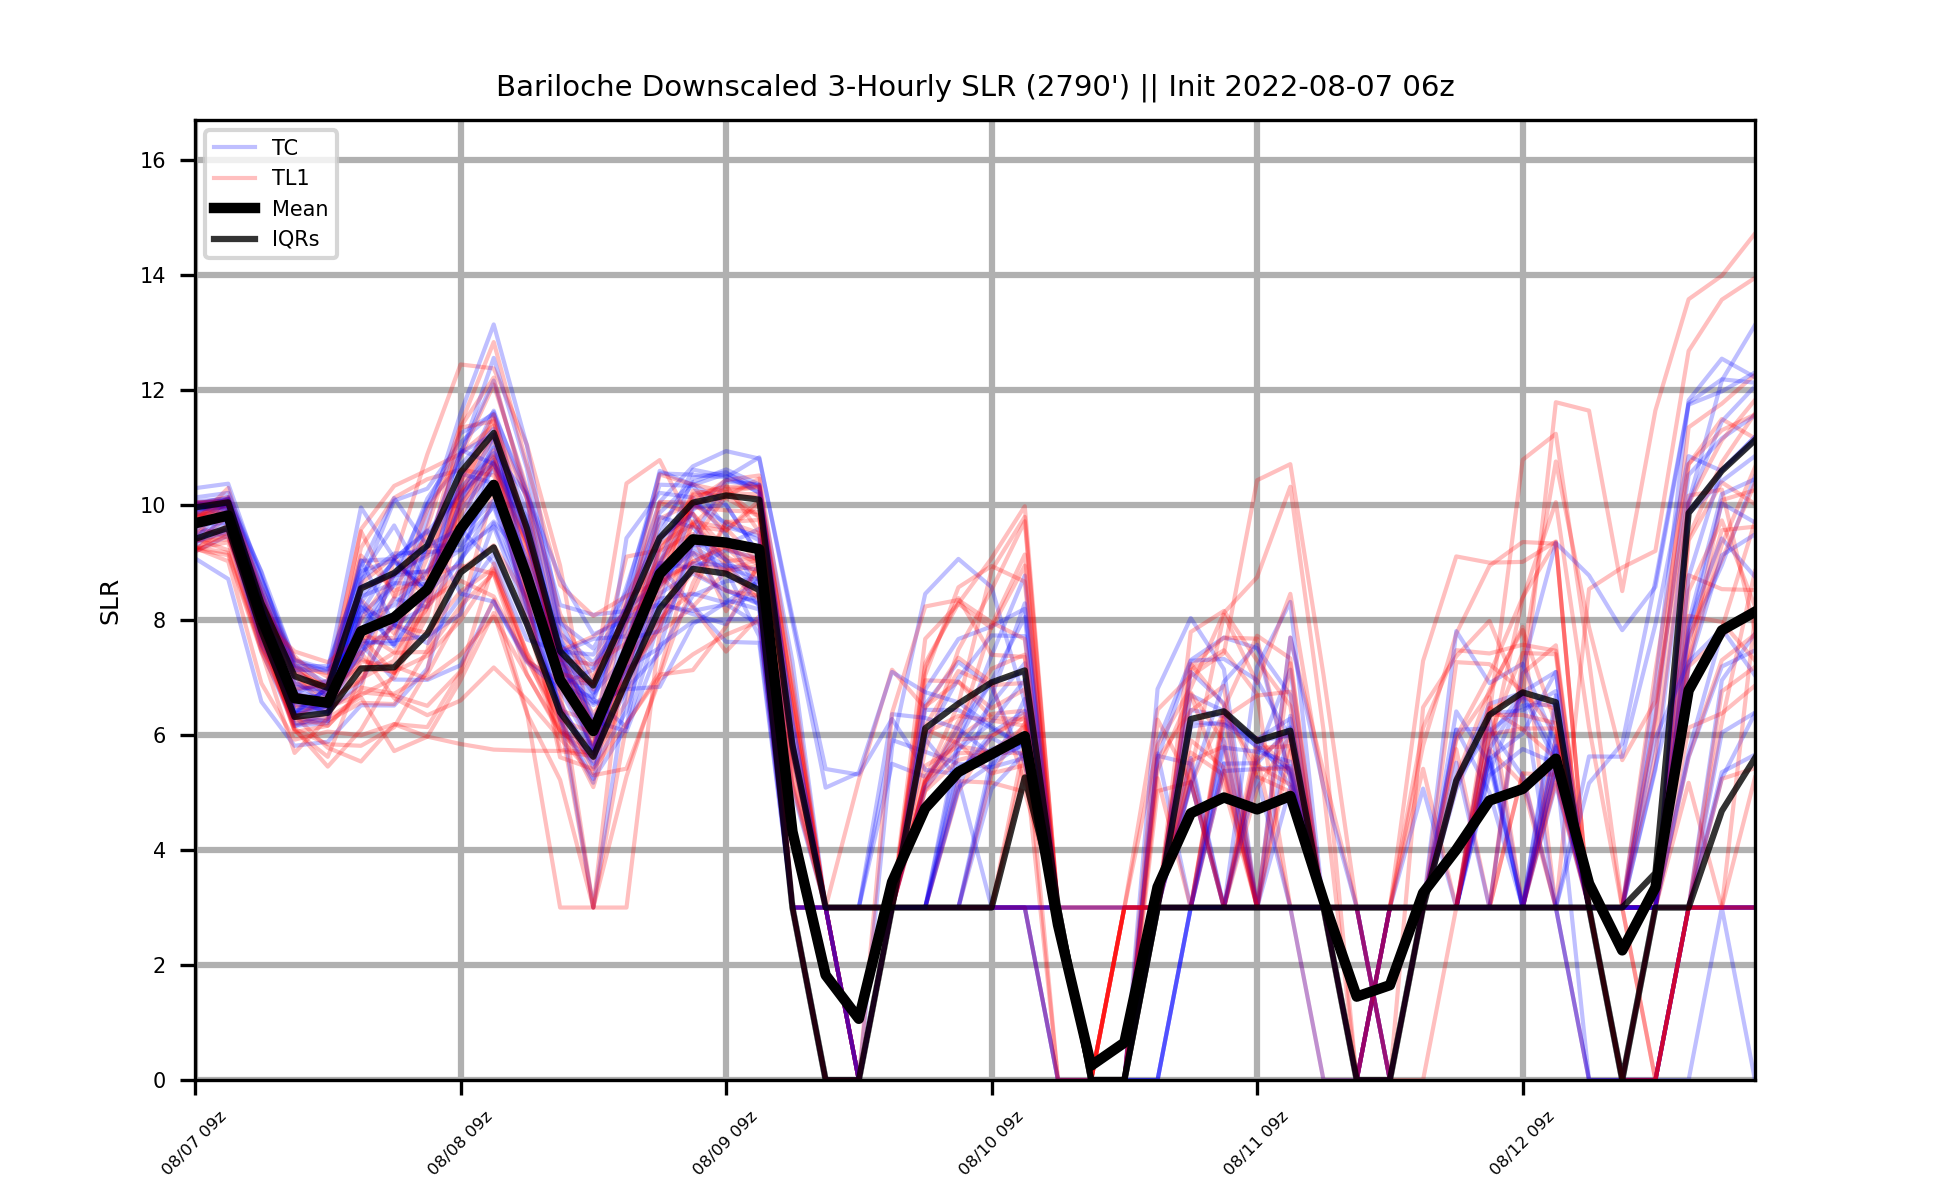 Bariloche Downscaled 3-Hourly SLR (2790') || Init 2022-08-07 06z
TC
TL1
Mean
IQRs
SLR
16
14
12
10
8
6
4
2
0
08/07 09z
08/08 09z
08/09 09z
08/10 09z
08/11 09z
08/12 09z